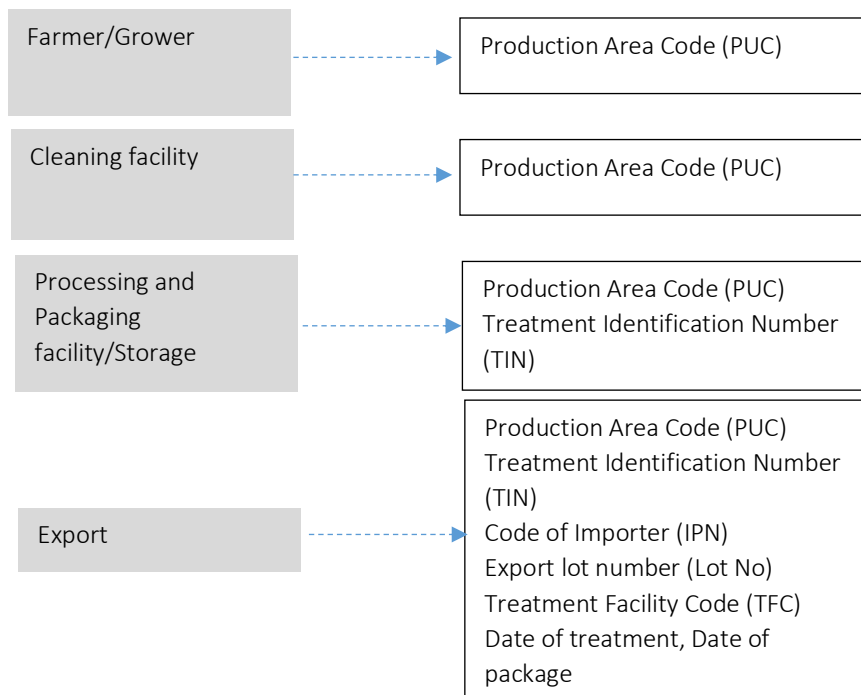 Farmer/Grower
Production Area Code (PUC)
Cleaning facility
Production Area Code (PUC)
Processing and
Packaging
facility/Storage
Production Area Code (PUC)
Treatment Identification Number
(TIN)
Export
Production Area Code (PUC)
Treatment Identification Number
(TIN)
Code of Importer (IPN)
Export lot number (Lot No)
Treatment Facility Code (TFC)
Date of treatment, Date of
package